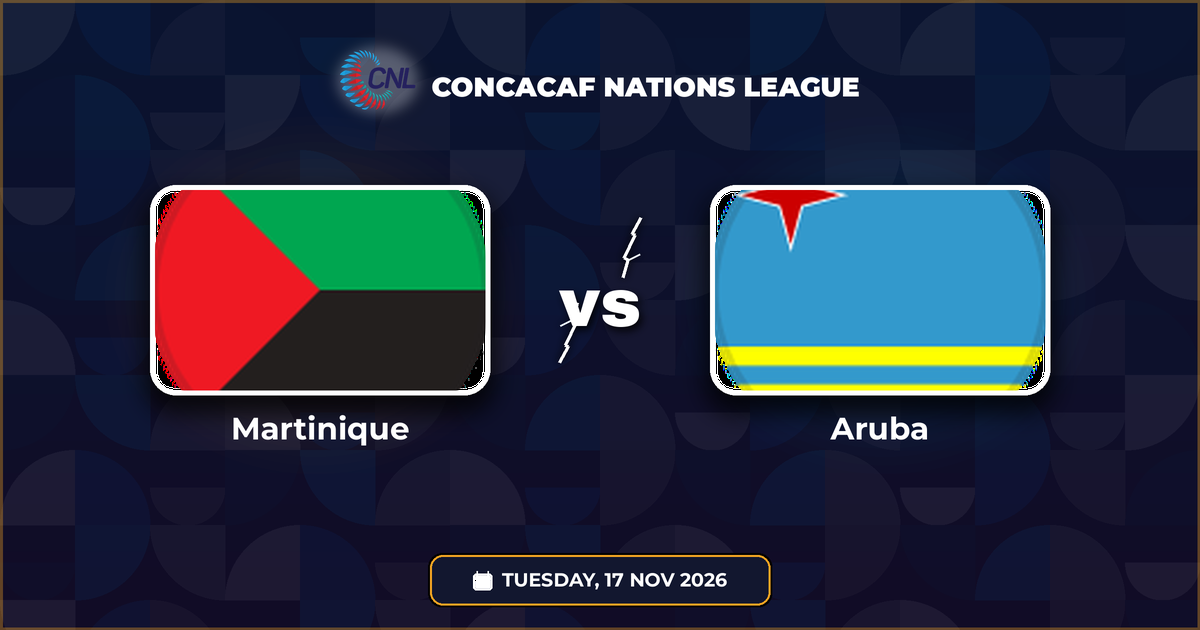 CNL
CONCACAF NATIONS LEAGUE
VS
Martinique
Aruba
TUESDAY, 17 NOV 2026